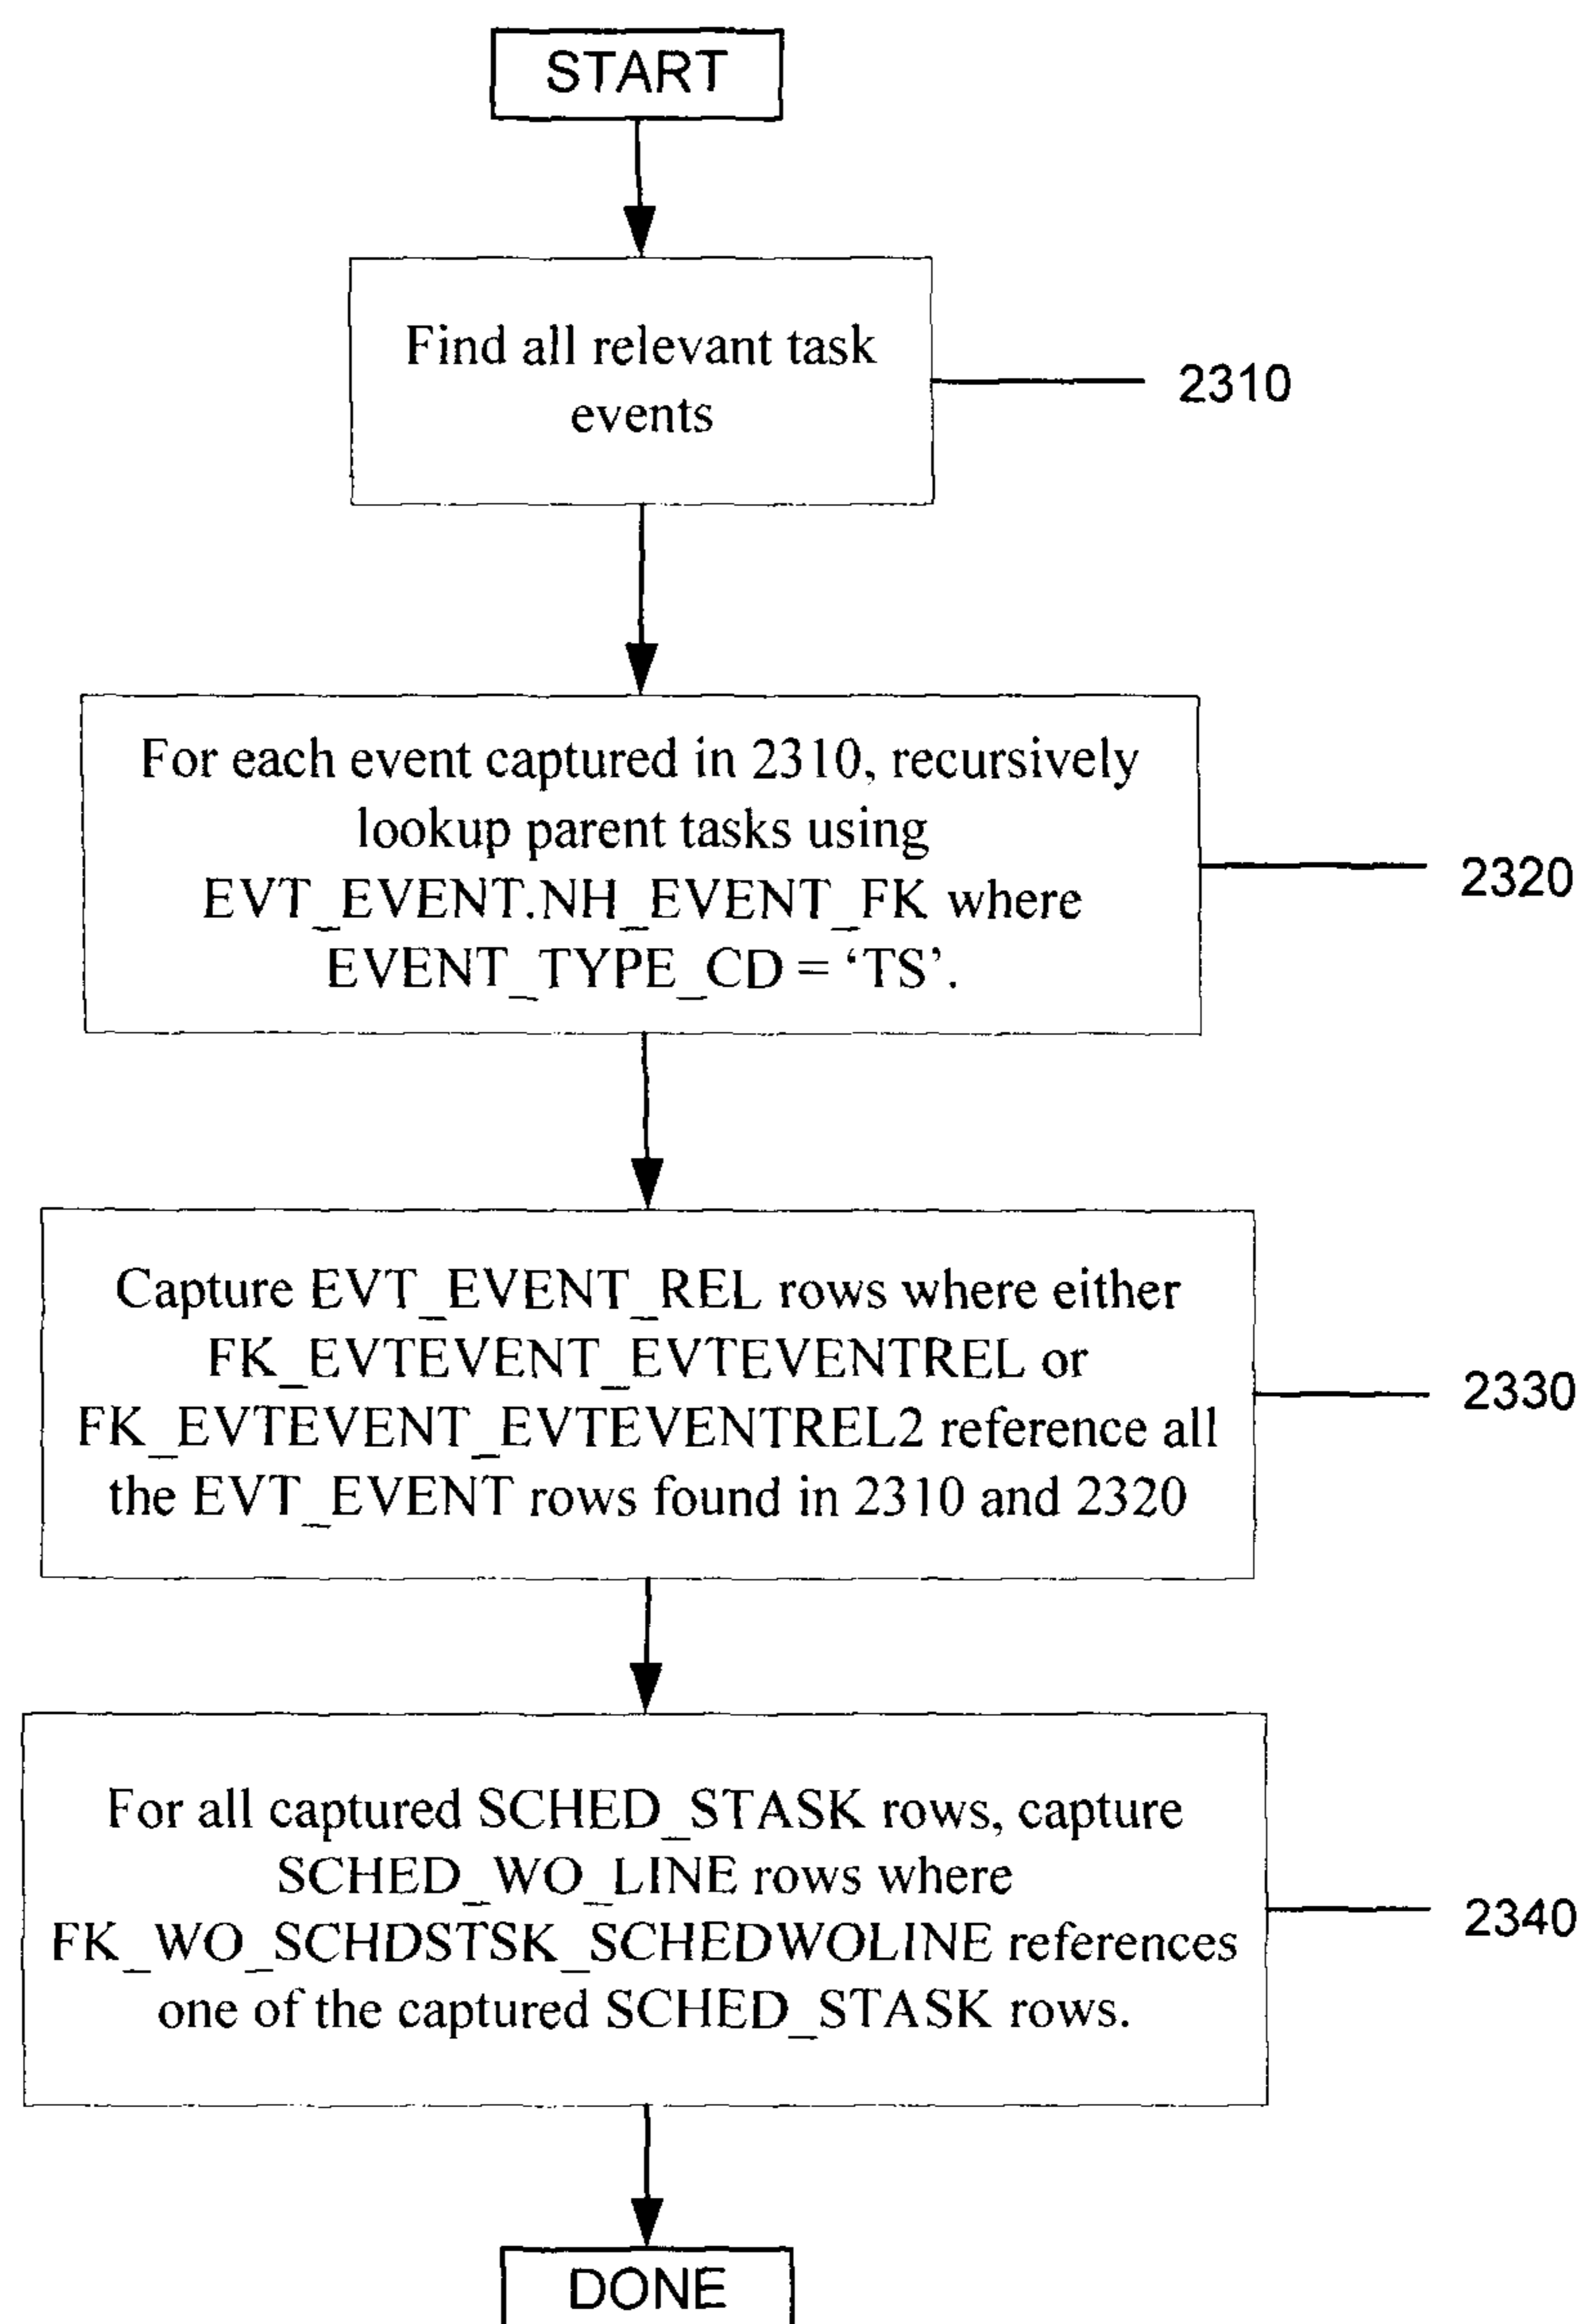 START
Find all relevant task
events
2310
For each event captured in 2310, recursively
lookup parent tasks using
EVT_EVENT.NH_EVENT_FK where
EVENT_TYPE_CD = ‘TS’.
2320
Capture EVT_EVENT_REL rows where either
FK_EVTEVENT_EVTEVENTREL or
FK_EVTEVENT_EVTEVENTREL2 reference all
the EVT_EVENT rows found in 2310 and 2320
2330
For all captured SCHED_STASK rows, capture
SCHED_WO_LINE rows where
FK_WO_SCHDSTSK_SCHEDWOLINE references
one of the captured SCHED_STASK rows.
2340
DONE